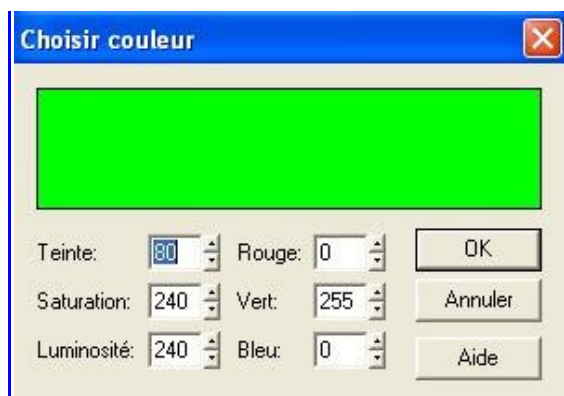 Choisir couleur
Teinte: 80 Rouge: 0 OK
Saturation: 240 Vert: 255 Annuler
Luminosité: 240 Bleu: 0 Aide